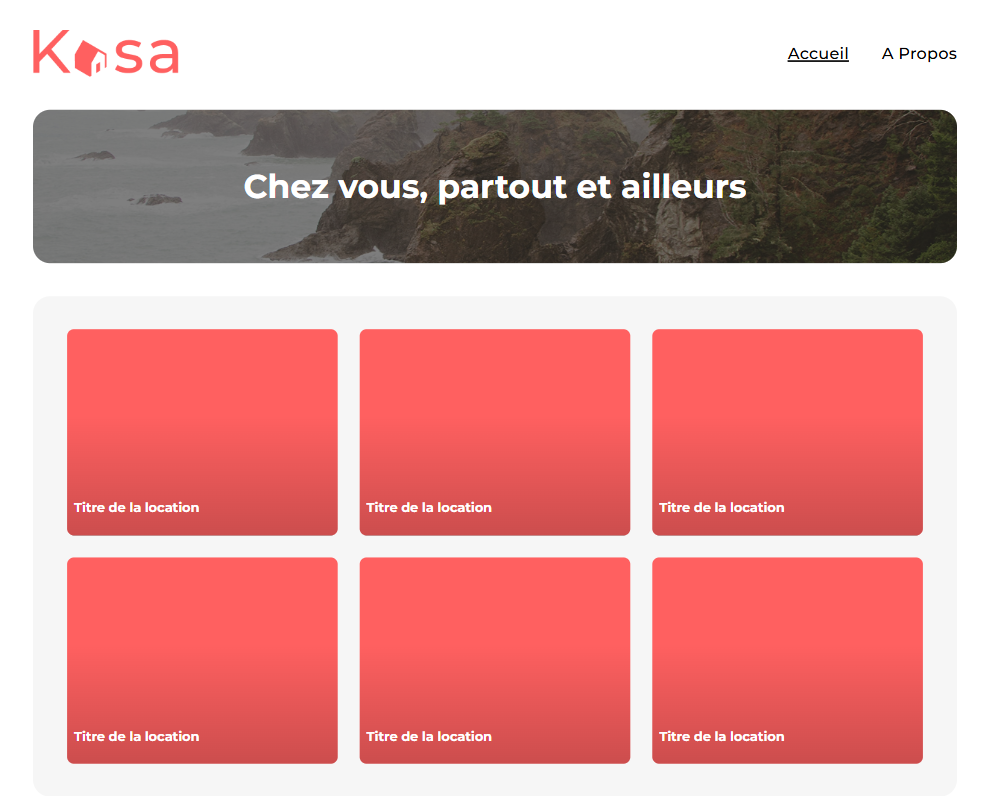 Kasa
Accueil A Propos
Chez vous, partout et ailleurs
Titre de la location Titre de la location Titre de la location
Titre de la location Titre de la location Titre de la location